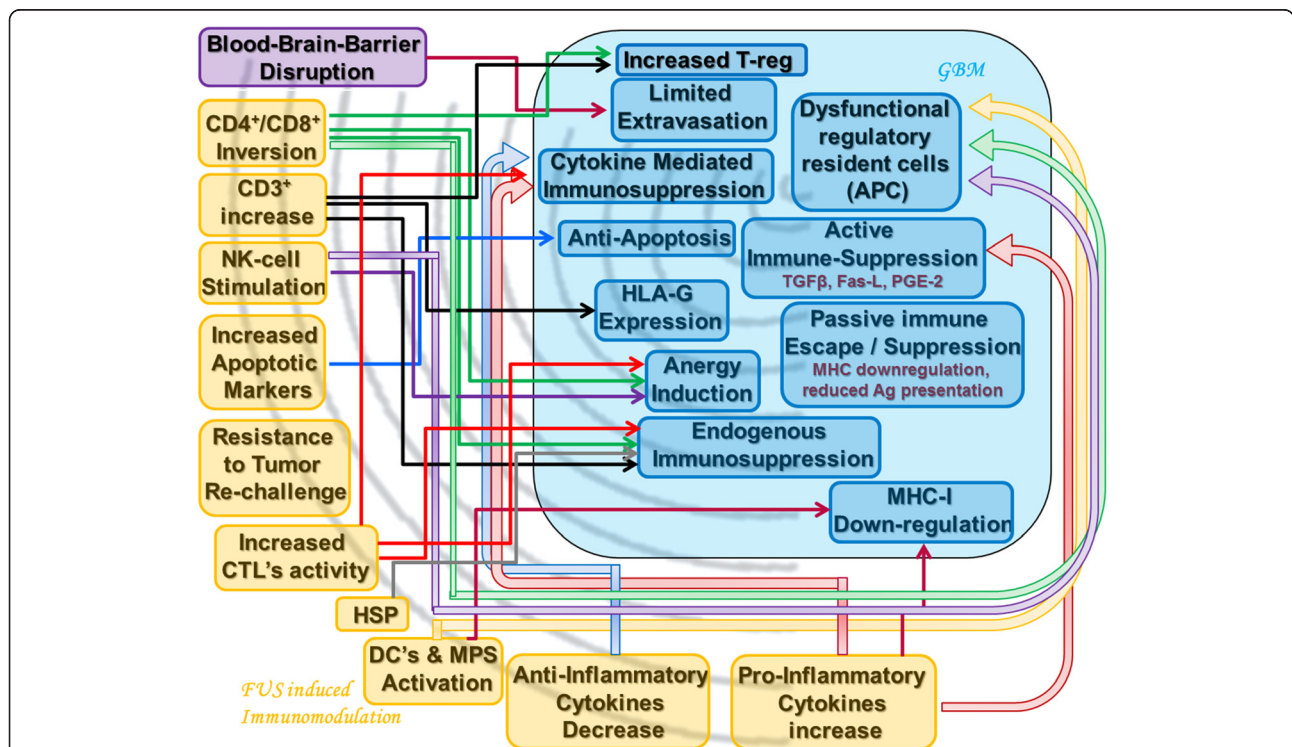 Blood-Brain-Barrier
Disruption
CD4⁺/CD8⁺
Inversion
CD3⁺
increase
NK-cell
Stimulation
Increased
Apoptotic
Markers
Resistance
to Tumor
Re-challenge
Increased
CTL's activity
HSP
DC's & MPS
Activation
Anti-Inflammatory
Cytokines
Decrease
Pro-Inflammatory
Cytokines
increase
FUS induced
Immunomodulation
GBM
Increased T-reg
Limited
Extravasation
Cytokine Mediated
Immunosuppression
Anti-Apoptosis
HLA-G
Expression
Anergy
Induction
Endogenous
Immunosuppression
MHC-I
Down-regulation
Dysfunctional
regulatory
resident cells
(APC)
Active
Immune-Suppression
TGFβ, Fas-L, PGE-2
Passive immune
Escape / Suppression
MHC downregulation,
reduced Ag presentation